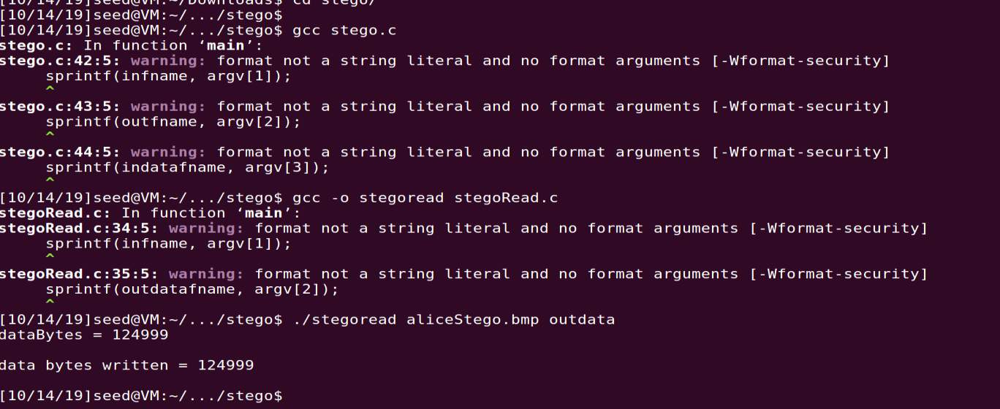 [10/14/19]seed@VM:~/Downloads$ cd stego/
[10/14/19]seed@VM:~/.../stego$
[10/14/19]seed@VM:~/.../stego$ gcc stego.c
stego.c: In function ‘main’:
stego.c:42:5: warning: format not a string literal and no format arguments [-Wformat-security]
     sprintf(infname, argv[1]);
     ^
stego.c:43:5: warning: format not a string literal and no format arguments [-Wformat-security]
     sprintf(outfname, argv[2]);
     ^
stego.c:44:5: warning: format not a string literal and no format arguments [-Wformat-security]
     sprintf(indatafname, argv[3]);
     ^
[10/14/19]seed@VM:~/.../stego$ gcc -o stegoread stegoRead.c
stegoRead.c: In function ‘main’:
stegoRead.c:34:5: warning: format not a string literal and no format arguments [-Wformat-security]
     sprintf(infname, argv[1]);
     ^
stegoRead.c:35:5: warning: format not a string literal and no format arguments [-Wformat-security]
     sprintf(outdatafname, argv[2]);
     ^
[10/14/19]seed@VM:~/.../stego$ ./stegoread aliceStego.bmp outdata
dataBytes = 124999

data bytes written = 124999

[10/14/19]seed@VM:~/.../stego$